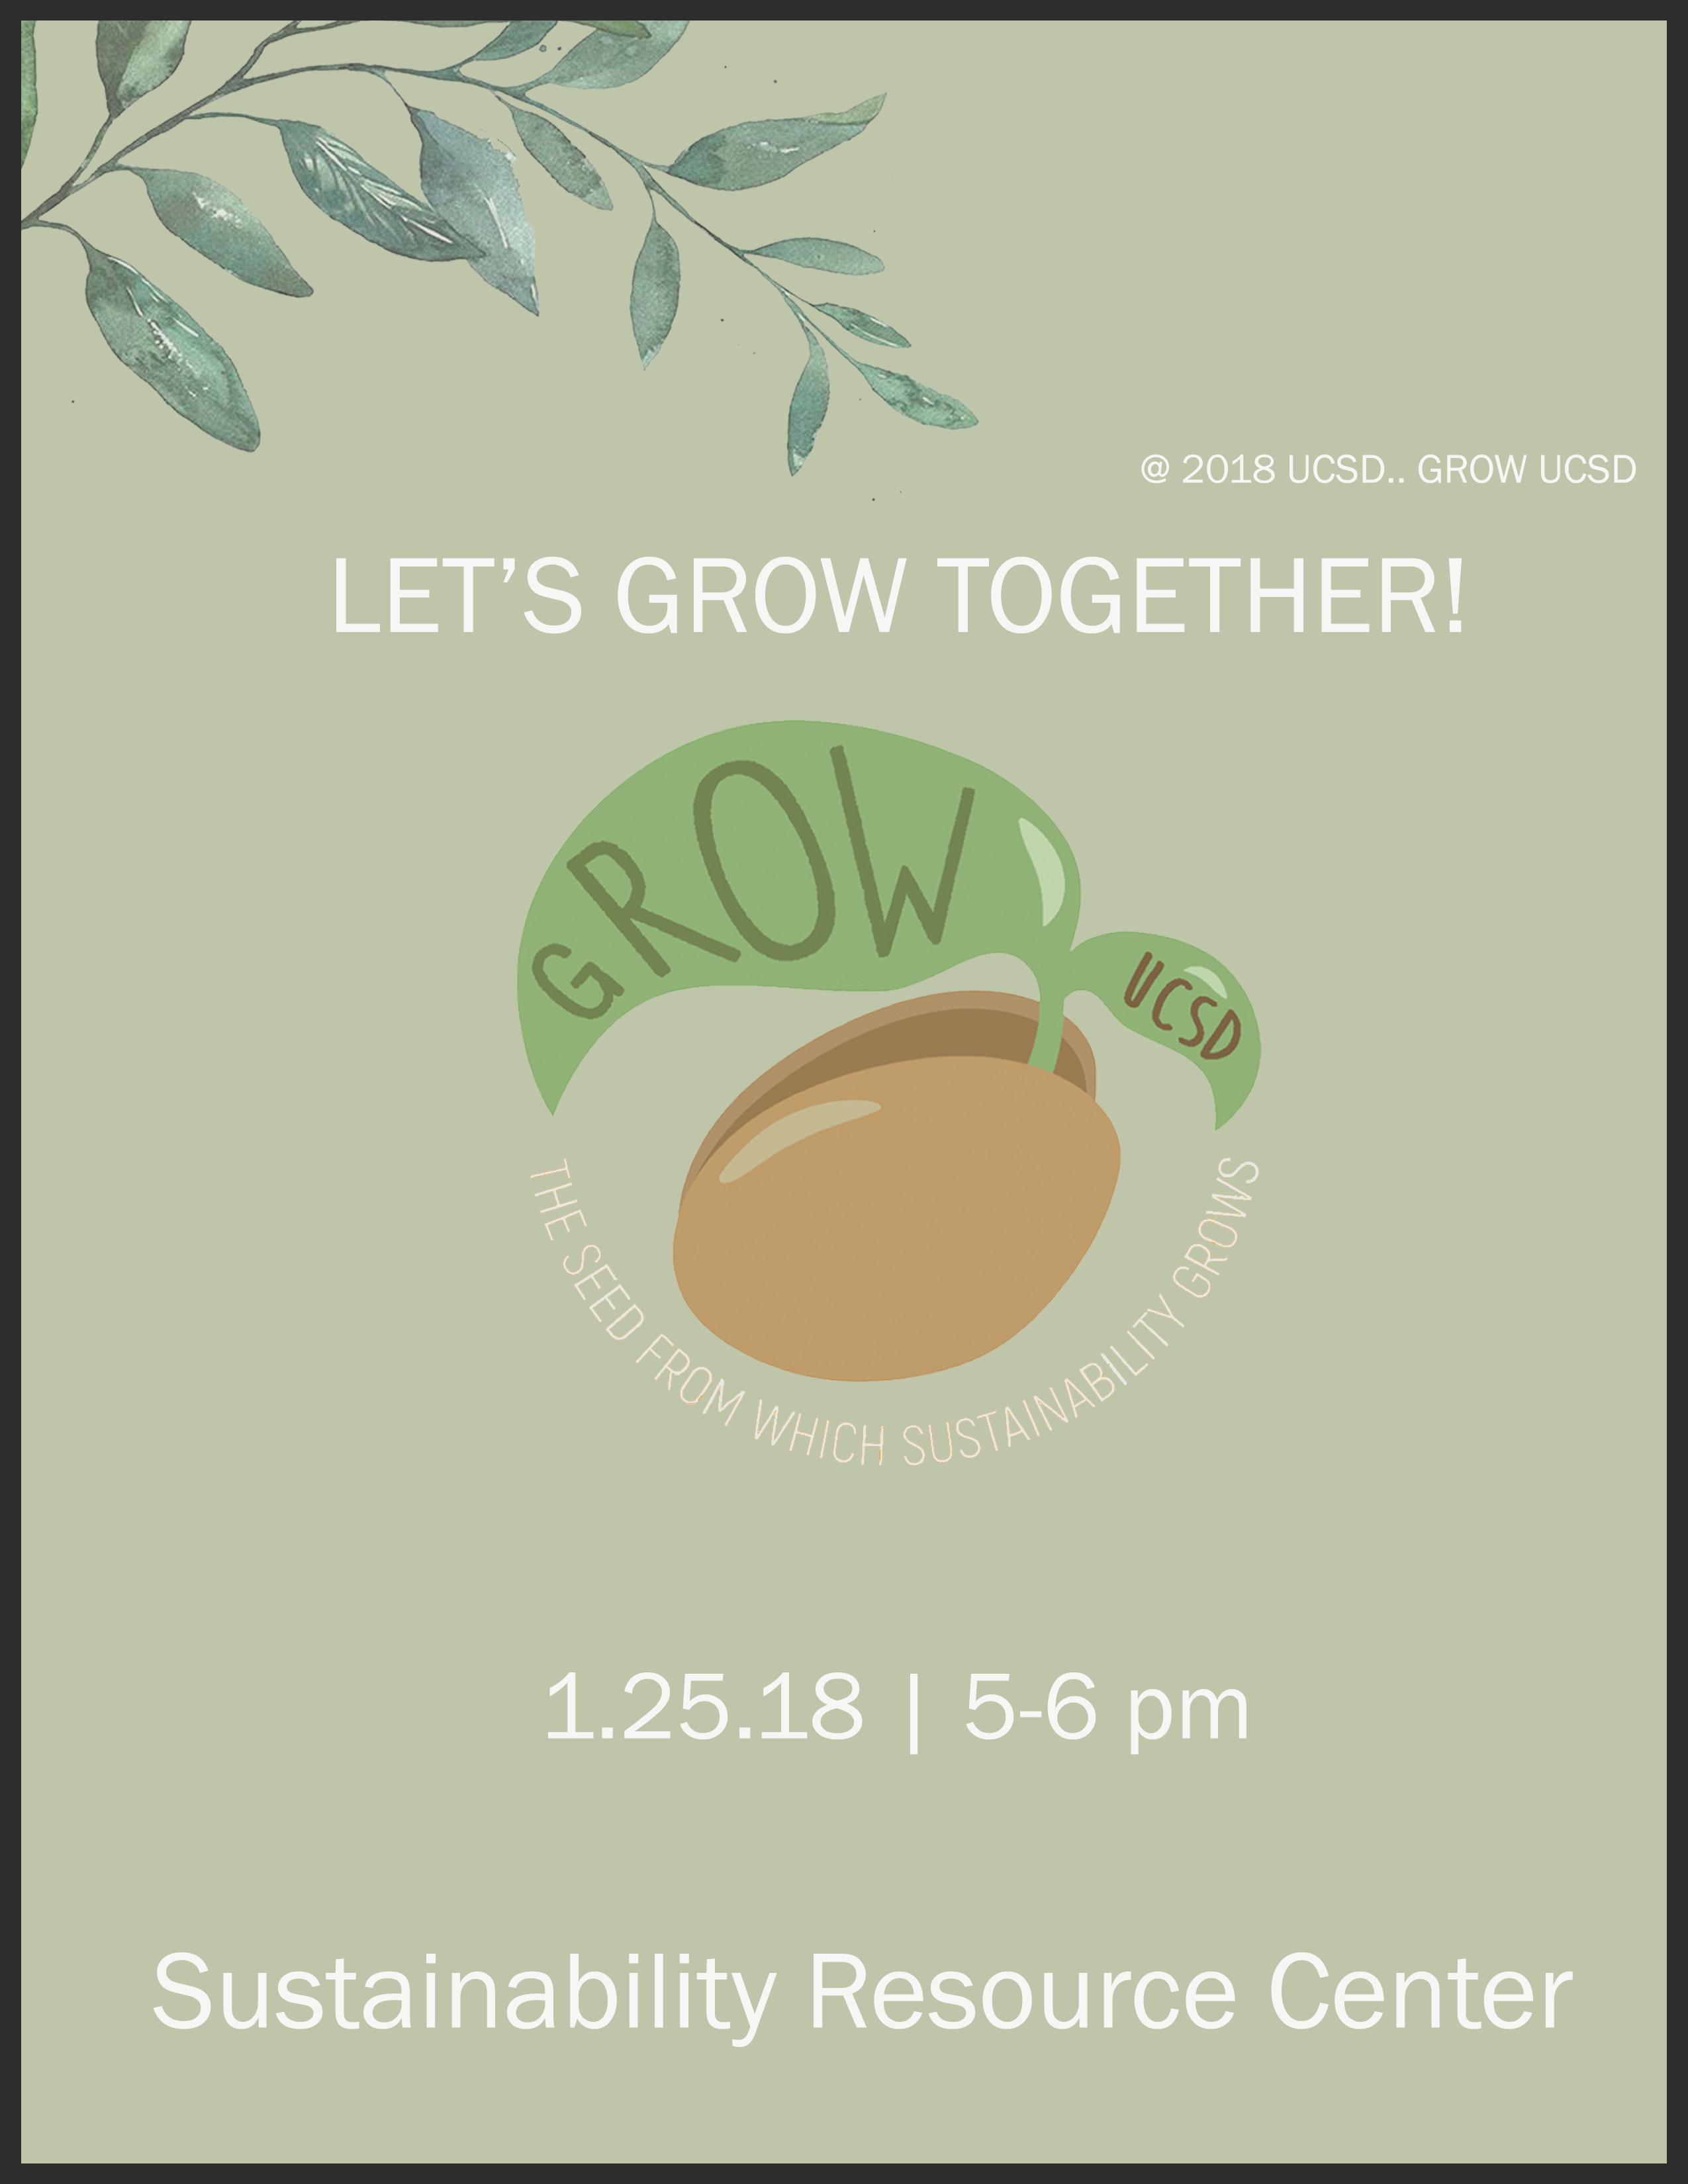 @ 2018 UCSD.. GROW UCSD
LET’S GROW TOGETHER!
GROW
UCSD
THE SEED FROM WHICH SUSTAINABILITY GROWS
1.25.18 | 5-6 pm
Sustainability Resource Center